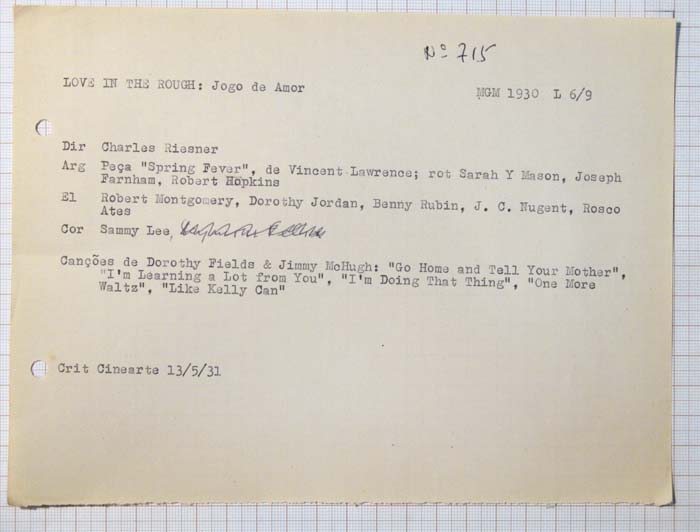 Nº 715
LOVE IN THE ROUGH: Jogo de Amor
MGM 1930 L 6/9
Dir Charles Riesner
Arg Peça "Spring Fever", de Vincent Lawrence; rot Sarah Y Mason, Joseph
Farnham, Robert Hopkins
El Robert Montgomery, Dorothy Jordan, Benny Rubin, J. C. Nugent, Rosco
Ates
Cor Sammy Lee,
Canções de Dorothy Fields & Jimmy McHugh: "Go Home and Tell Your Mother",
"I'm Learning a Lot from You", "I'm Doing That Thing", "One More
Waltz", "Like Kelly Can"
Crit Cinearte 13/5/31